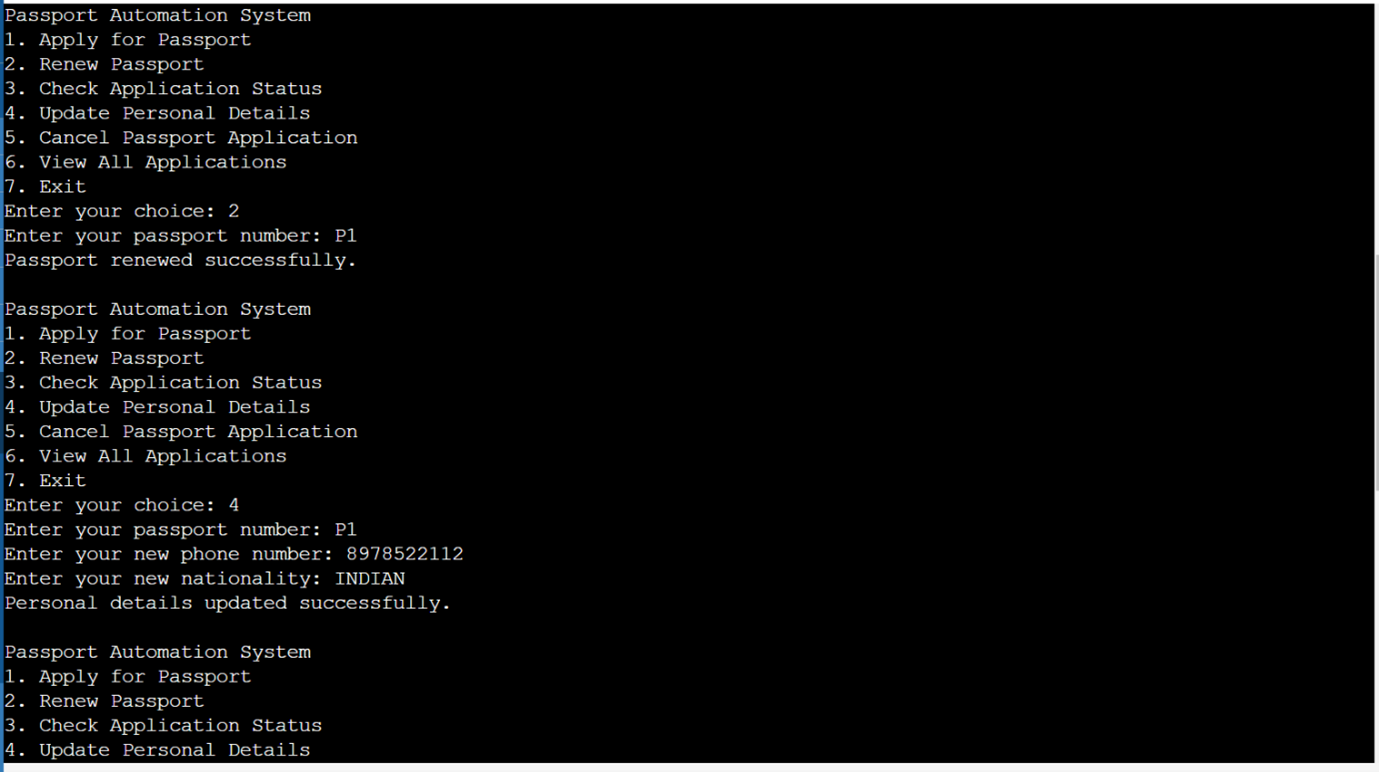 Passport Automation System
1. Apply for Passport
2. Renew Passport
3. Check Application Status
4. Update Personal Details
5. Cancel Passport Application
6. View All Applications
7. Exit
Enter your choice: 2
Enter your passport number: P1
Passport renewed successfully.

Passport Automation System
1. Apply for Passport
2. Renew Passport
3. Check Application Status
4. Update Personal Details
5. Cancel Passport Application
6. View All Applications
7. Exit
Enter your choice: 4
Enter your passport number: P1
Enter your new phone number: 8978522112
Enter your new nationality: INDIAN
Personal details updated successfully.

Passport Automation System
1. Apply for Passport
2. Renew Passport
3. Check Application Status
4. Update Personal Details